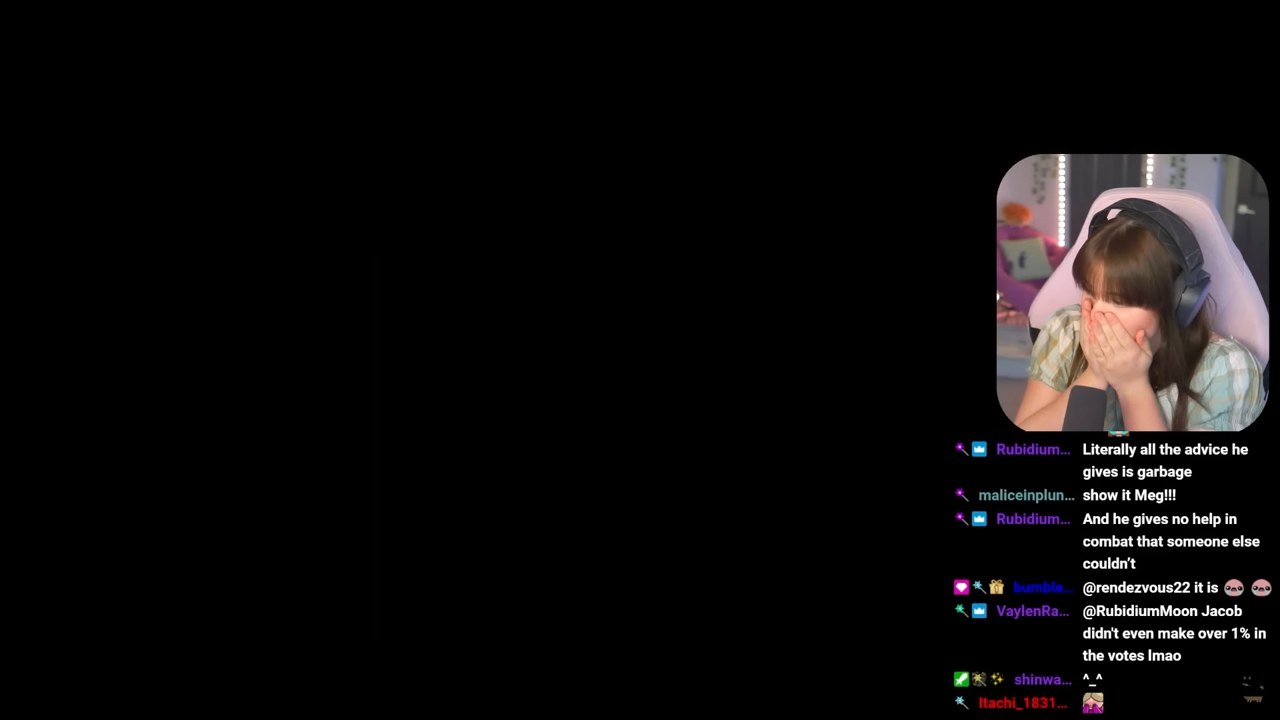 Rubidium... Literally all the advice he
gives is garbage
maliceinplun... show it Meg!!!
Rubidium... And he gives no help in
combat that someone else
couldn't
bumble... @rendezvous22 it is
VaylenRa... @RubidiumMoon Jacob
didn't even make over 1% in
the votes lmao
shinwa... ^_^
Itachi_1831...